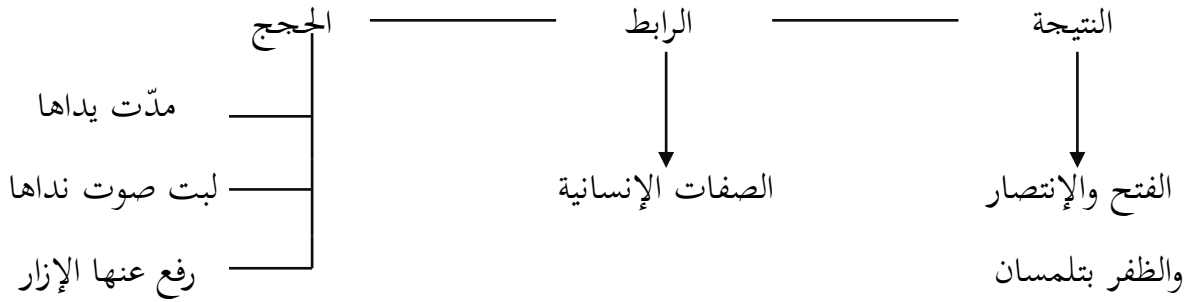 النتيجة الرابط الحجج
مدّت يداها
الفتح والإنتصار الصفات الإنسانية لبت صوت نداها
والظفر بتلمسان رفع عنها الإزار